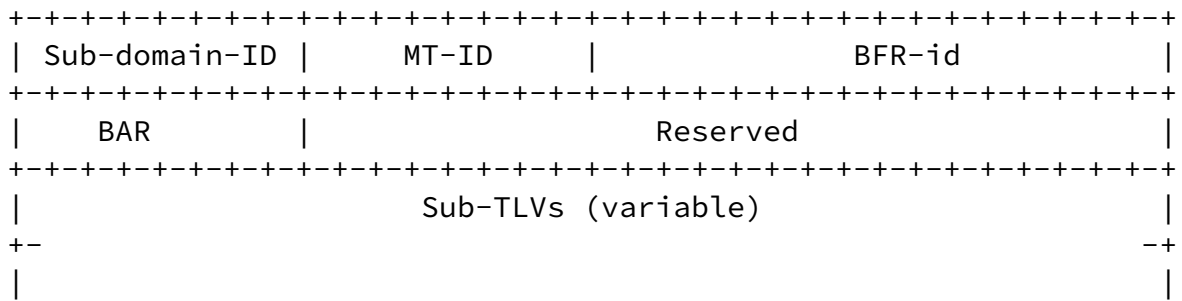 +-+-+-+-+-+-+-+-+-+-+-+-+-+-+-+-+-+-+-+-+-+-+-+-+-+-+-+-+-+-+-+-+
| Sub-domain-ID |     MT-ID     |              BFR-id           |
+-+-+-+-+-+-+-+-+-+-+-+-+-+-+-+-+-+-+-+-+-+-+-+-+-+-+-+-+-+-+-+-+
|    BAR        |                   Reserved                    |
+-+-+-+-+-+-+-+-+-+-+-+-+-+-+-+-+-+-+-+-+-+-+-+-+-+-+-+-+-+-+-+-+
|                      Sub-TLVs (variable)                      |
+-                                                             -+
|                                                               |